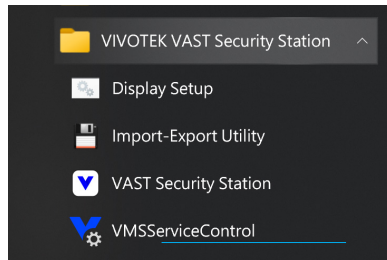 VIVOTEK VAST Security Station
Display Setup
Import-Export Utility
VAST Security Station
VMSServiceControl